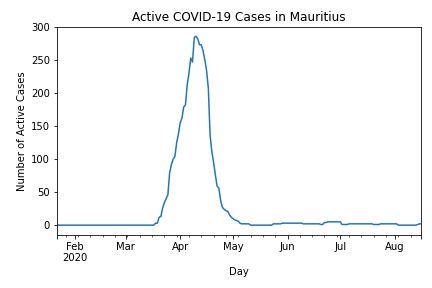 Active COVID-19 Cases in Mauritius
Number of Active Cases
300
250
200
150
100
50
0
Feb Mar Apr May Jun Jul Aug
2020
Day